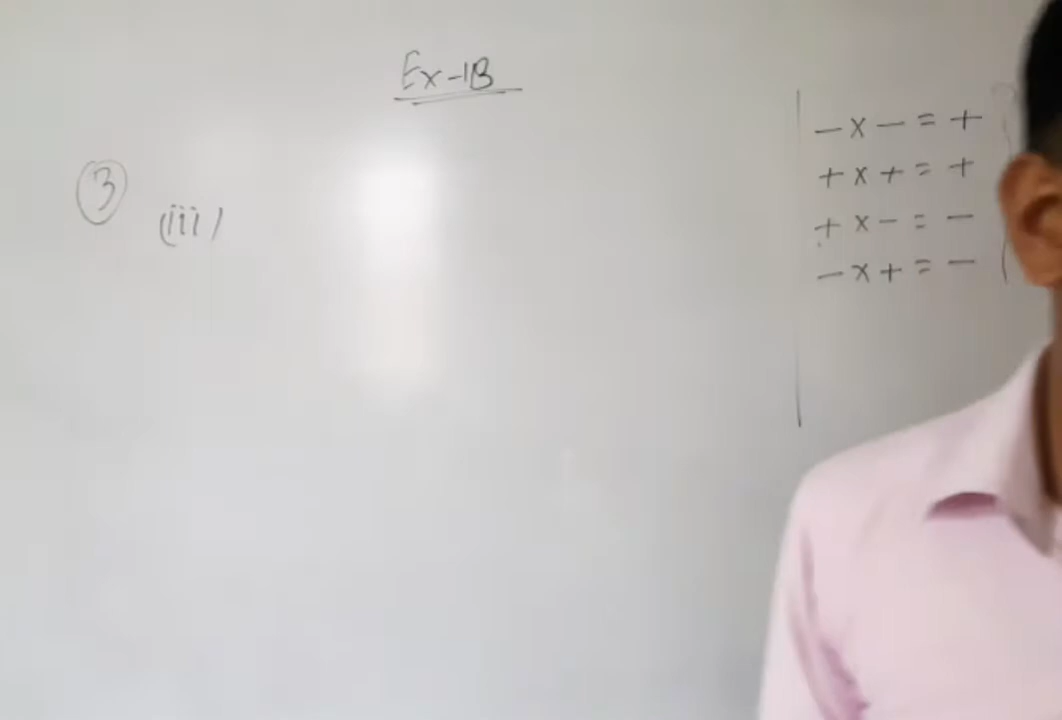 Ex-1B
3
(iii)
- x - = +
+ x + = +
+ x - = -
- x + = -